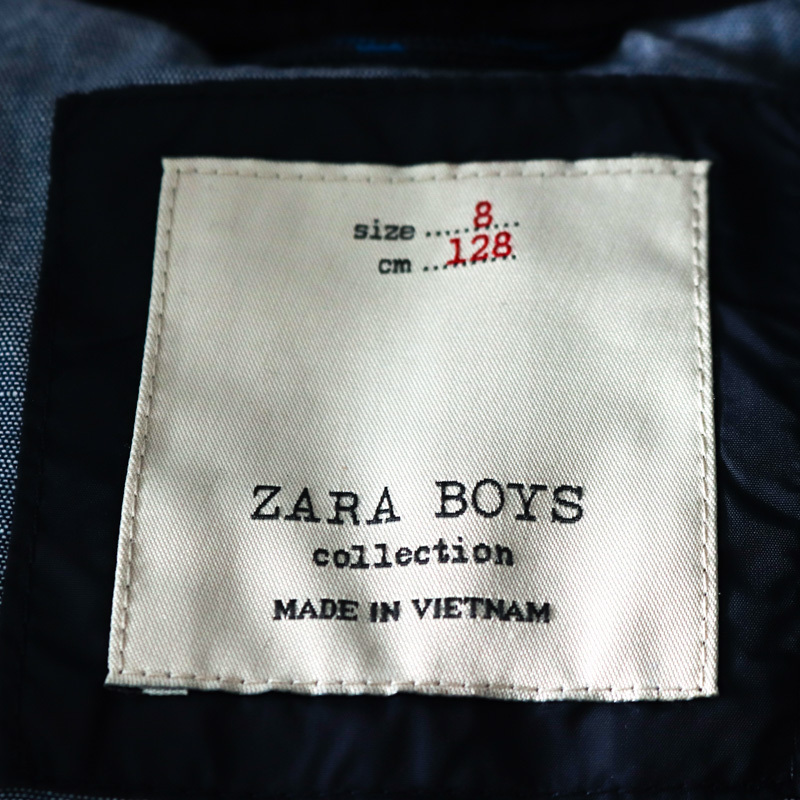 size ..... 8 ...
cm .. 128
ZARA BOYS
collection
MADE IN VIETNAM